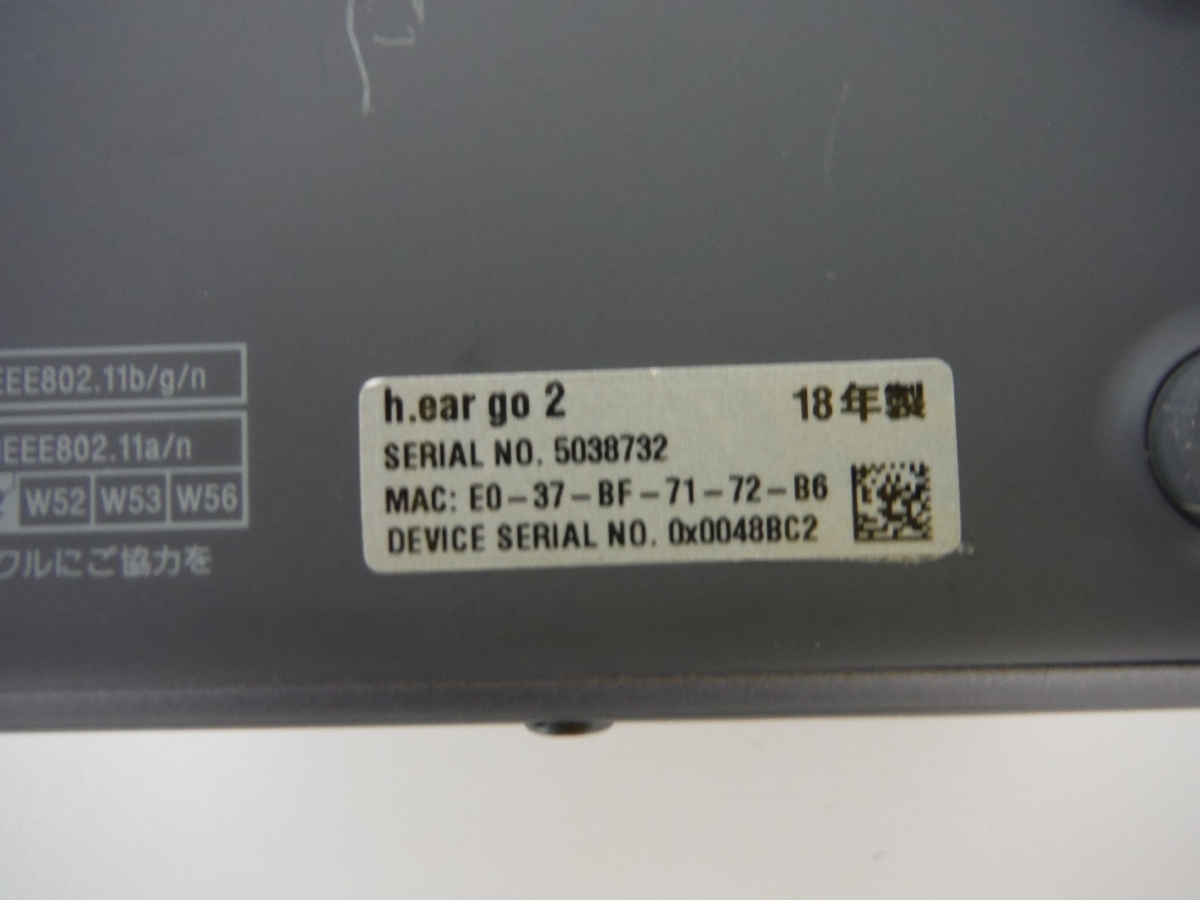 EEE802.11b/g/n
IEEE802.11a/n
W52 W53 W56
クルにご協力を
h.ear go 2 18年製
SERIAL NO. 5038732
MAC: E0-37-BF-71-72-B6
DEVICE SERIAL NO. 0x0048BC2